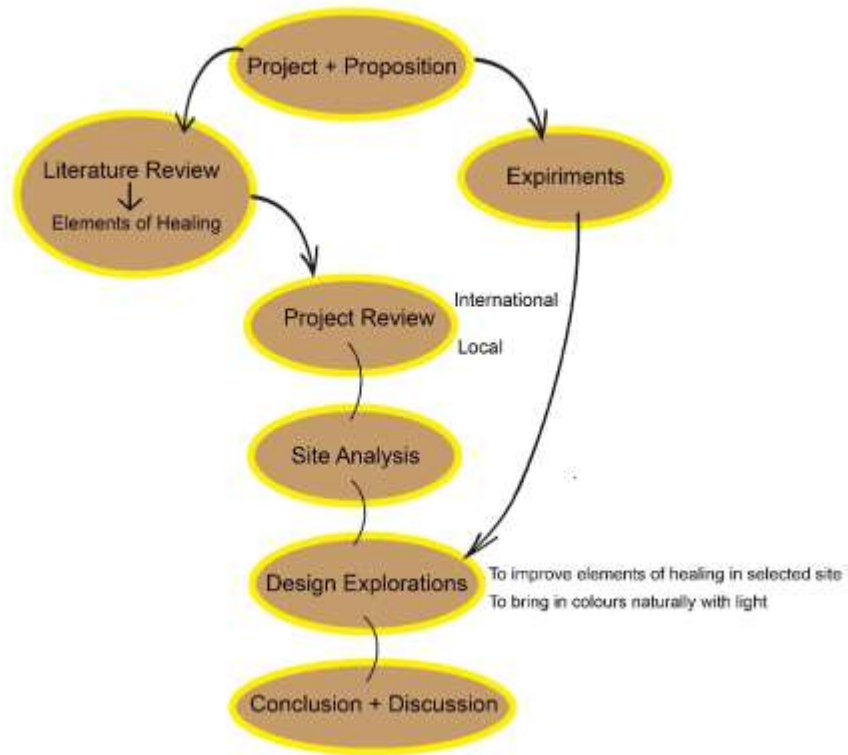 Project + Proposition
Literature Review
Elements of Healing
Expiriments
Project Review
International
Local
Site Analysis
Design Explorations
To improve elements of healing in selected site
To bring in colours naturally with light
Conclusion + Discussion